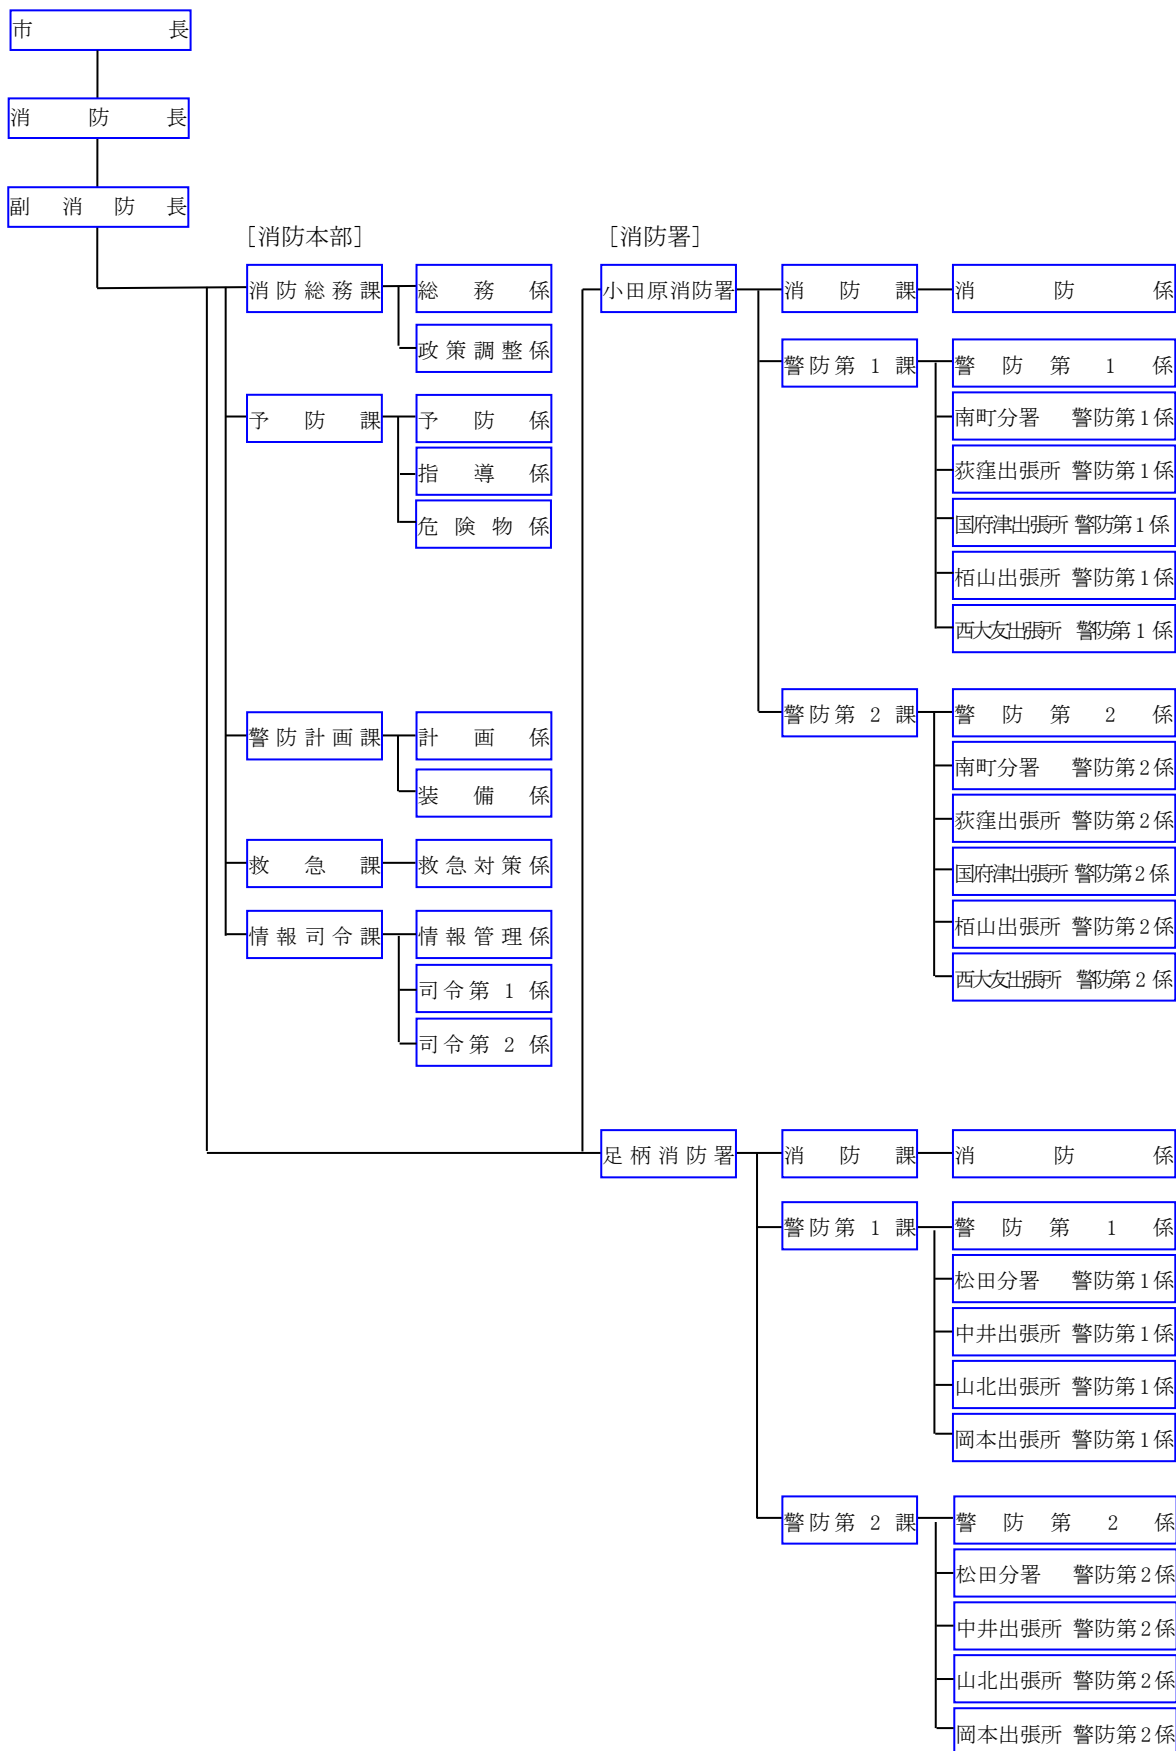 市長
消防長
副消防長
[消防本部]
消防総務課
総務係
政策調整係
予防課
予防係
指導係
危険物係
警防計画課
計画係
装備係
救急課
救急対策係
情報司令課
情報管理係
司令第1係
司令第2係
[消防署]
小田原消防署
消防課
消防係
警防第1課
警防第1係
南町分署 警防第1係
荻窪出張所 警防第1係
国府津出張所 警防第1係
栢山出張所 警防第1係
西大友出張所 警防第1係
警防第2課
警防第2係
南町分署 警防第2係
荻窪出張所 警防第2係
国府津出張所 警防第2係
栢山出張所 警防第2係
西大友出張所 警防第2係
足柄消防署
消防課
消防係
警防第1課
警防第1係
松田分署 警防第1係
中井出張所 警防第1係
山北出張所 警防第1係
岡本出張所 警防第1係
警防第2課
警防第2係
松田分署 警防第2係
中井出張所 警防第2係
山北出張所 警防第2係
岡本出張所 警防第2係